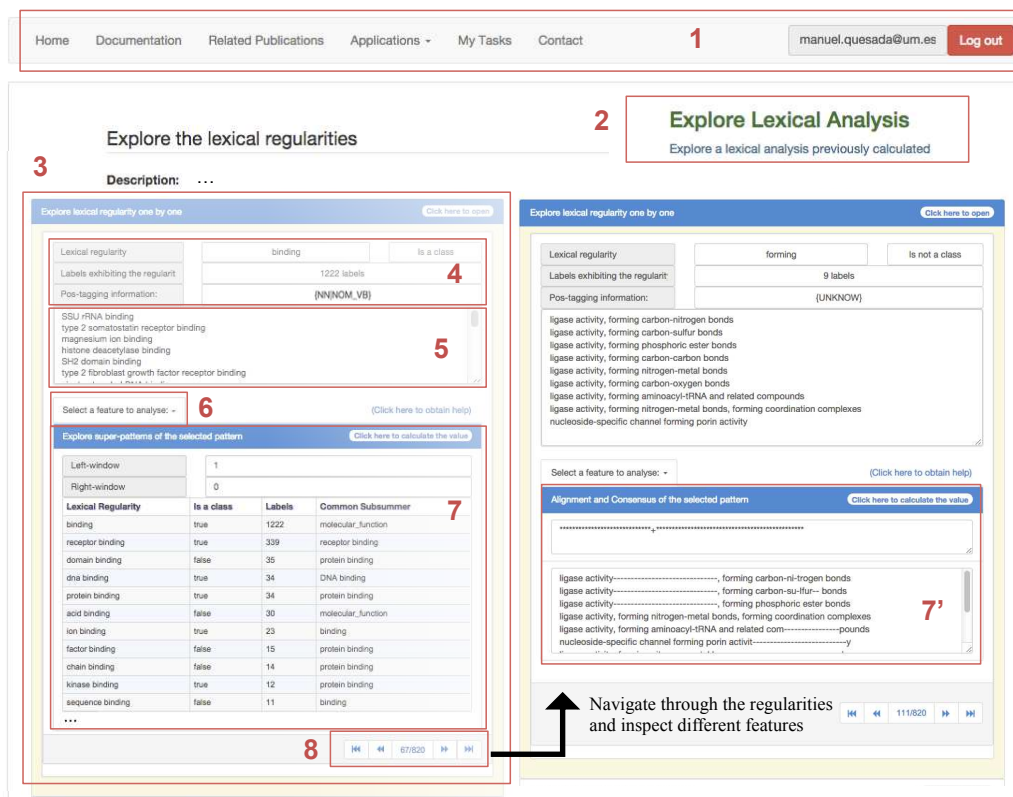 Home Documentation Related Publications Applications My Tasks Contact 1 manuel.quesada@um.es Log out
2 Explore Lexical Analysis
Explore a lexical analysis previously calculated
Explore the lexical regularities
3
Description: ...
Explore lexical regularity one by one Click here to open
Lexical regularity binding Is a class
Labels exhibiting the regularit 1222 labels 4
Pos-tagging information: {NN|NOM_VB}
SSU rRNA binding
type 2 somatostatin receptor binding
magnesium ion binding
histone deacetylase binding
SH2 domain binding
type 2 fibroblast growth factor receptor binding
5
Select a feature to analyse: 6 (Click here to obtain help)
Explore super-patterns of the selected pattern Click here to calculate the value
Left-window 1
Right-window 0
7
Lexical Regularity Is a class Labels Common Subsummer
binding true 1222 molecular_function
receptor binding true 339 receptor binding
domain binding false 35 protein binding
dna binding true 34 DNA binding
protein binding true 34 protein binding
acid binding false 30 molecular_function
ion binding true 23 binding
factor binding false 15 protein binding
chain binding false 14 protein binding
kinase binding true 12 protein binding
sequence binding false 11 binding
...
8 67/820
Explore lexical regularity one by one Click here to open
Lexical regularity forming Is not a class
Labels exhibiting the regularit 9 labels
Pos-tagging information: {UNKNOW}
ligase activity, forming carbon-nitrogen bonds
ligase activity, forming carbon-sulfur bonds
ligase activity, forming phosphoric ester bonds
ligase activity, forming carbon-carbon bonds
ligase activity, forming nitrogen-metal bonds
ligase activity, forming carbon-oxygen bonds
ligase activity, forming aminoacyl-tRNA and related compounds
ligase activity, forming nitrogen-metal bonds, forming coordination complexes
nucleoside-specific channel forming porin activity
Select a feature to analyse: (Click here to obtain help)
Alignment and Consensus of the selected pattern Click here to calculate the value
ligase activity--------------------------------, forming carbon-ni-trogen bonds
ligase activity--------------------------------, forming carbon-su-lfur-- bonds
ligase activity--------------------------------, forming phosphoric ester bonds
ligase activity, forming nitrogen-metal bonds, forming coordination complexes
ligase activity, forming aminoacyl-tRNA and related com-----------------pounds
nucleoside-specific channel forming porin activit----------------------------y
7’
Navigate through the regularities
and inspect different features
111/820